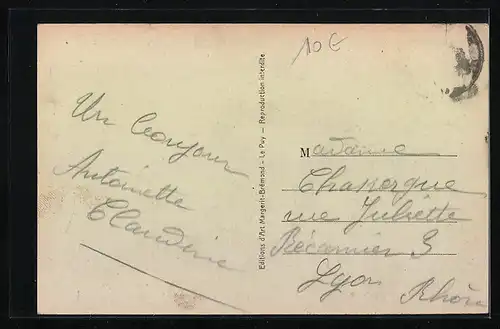 10€
Un bonjour
Antoinette
Claudine
Editions d'Art Margerit-Brémond - Le Puy — Reproduction interdite
Madame
Chassergue
rue Juliette
Récamier 3
Lyon
Rhône